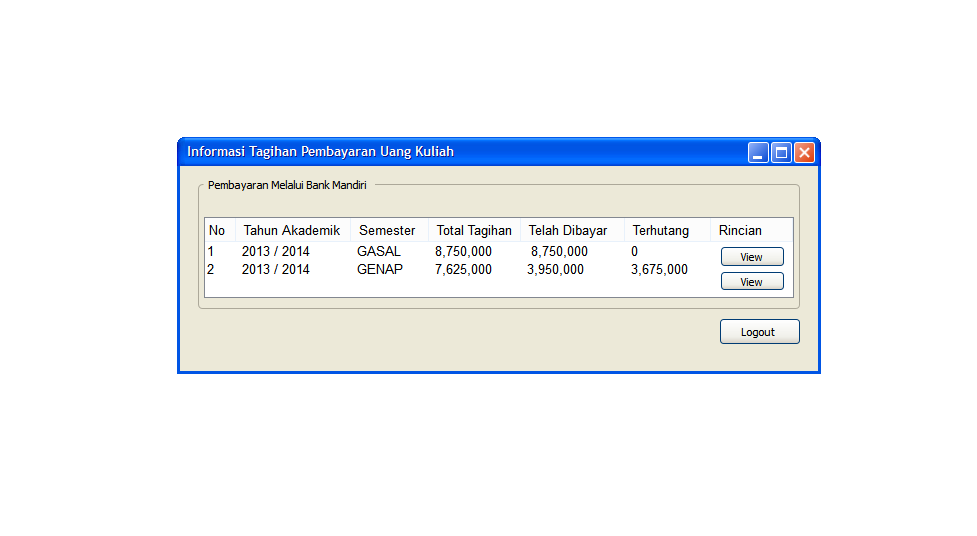 Informasi Tagihan Pembayaran Uang Kuliah
Pembayaran Melalui Bank Mandiri
No Tahun Akademik Semester Total Tagihan Telah Dibayar Terhutang Rincian
1 2013 / 2014 GASAL 8,750,000 8,750,000 0 View
2 2013 / 2014 GENAP 7,625,000 3,950,000 3,675,000 View
Logout